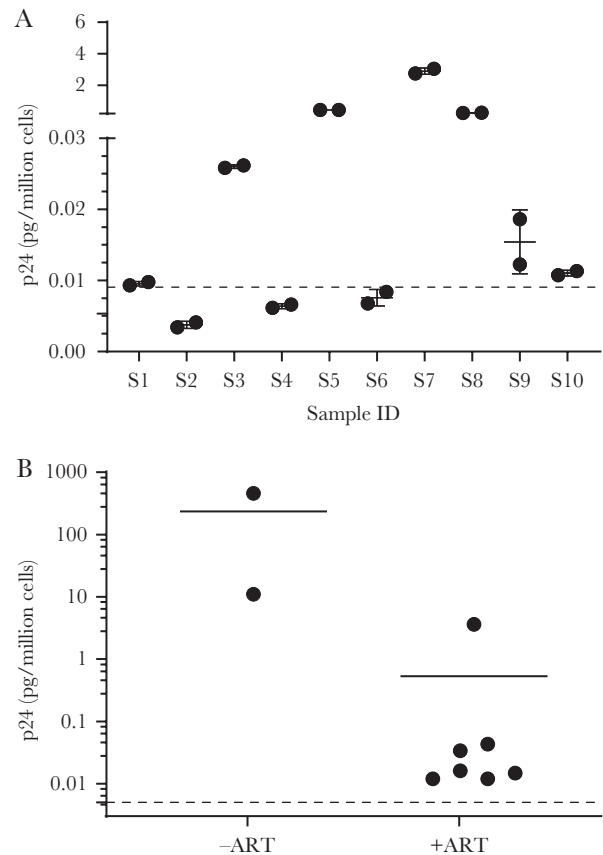 A
6
4
2
0.03
0.02
0.01
0.00
p24 (pg/million cells)
S1 S2 S3 S4 S5 S6 S7 S8 S9 S10
Sample ID
B
1000
100
10
1
0.1
0.01
p24 (pg/million cells)
–ART +ART